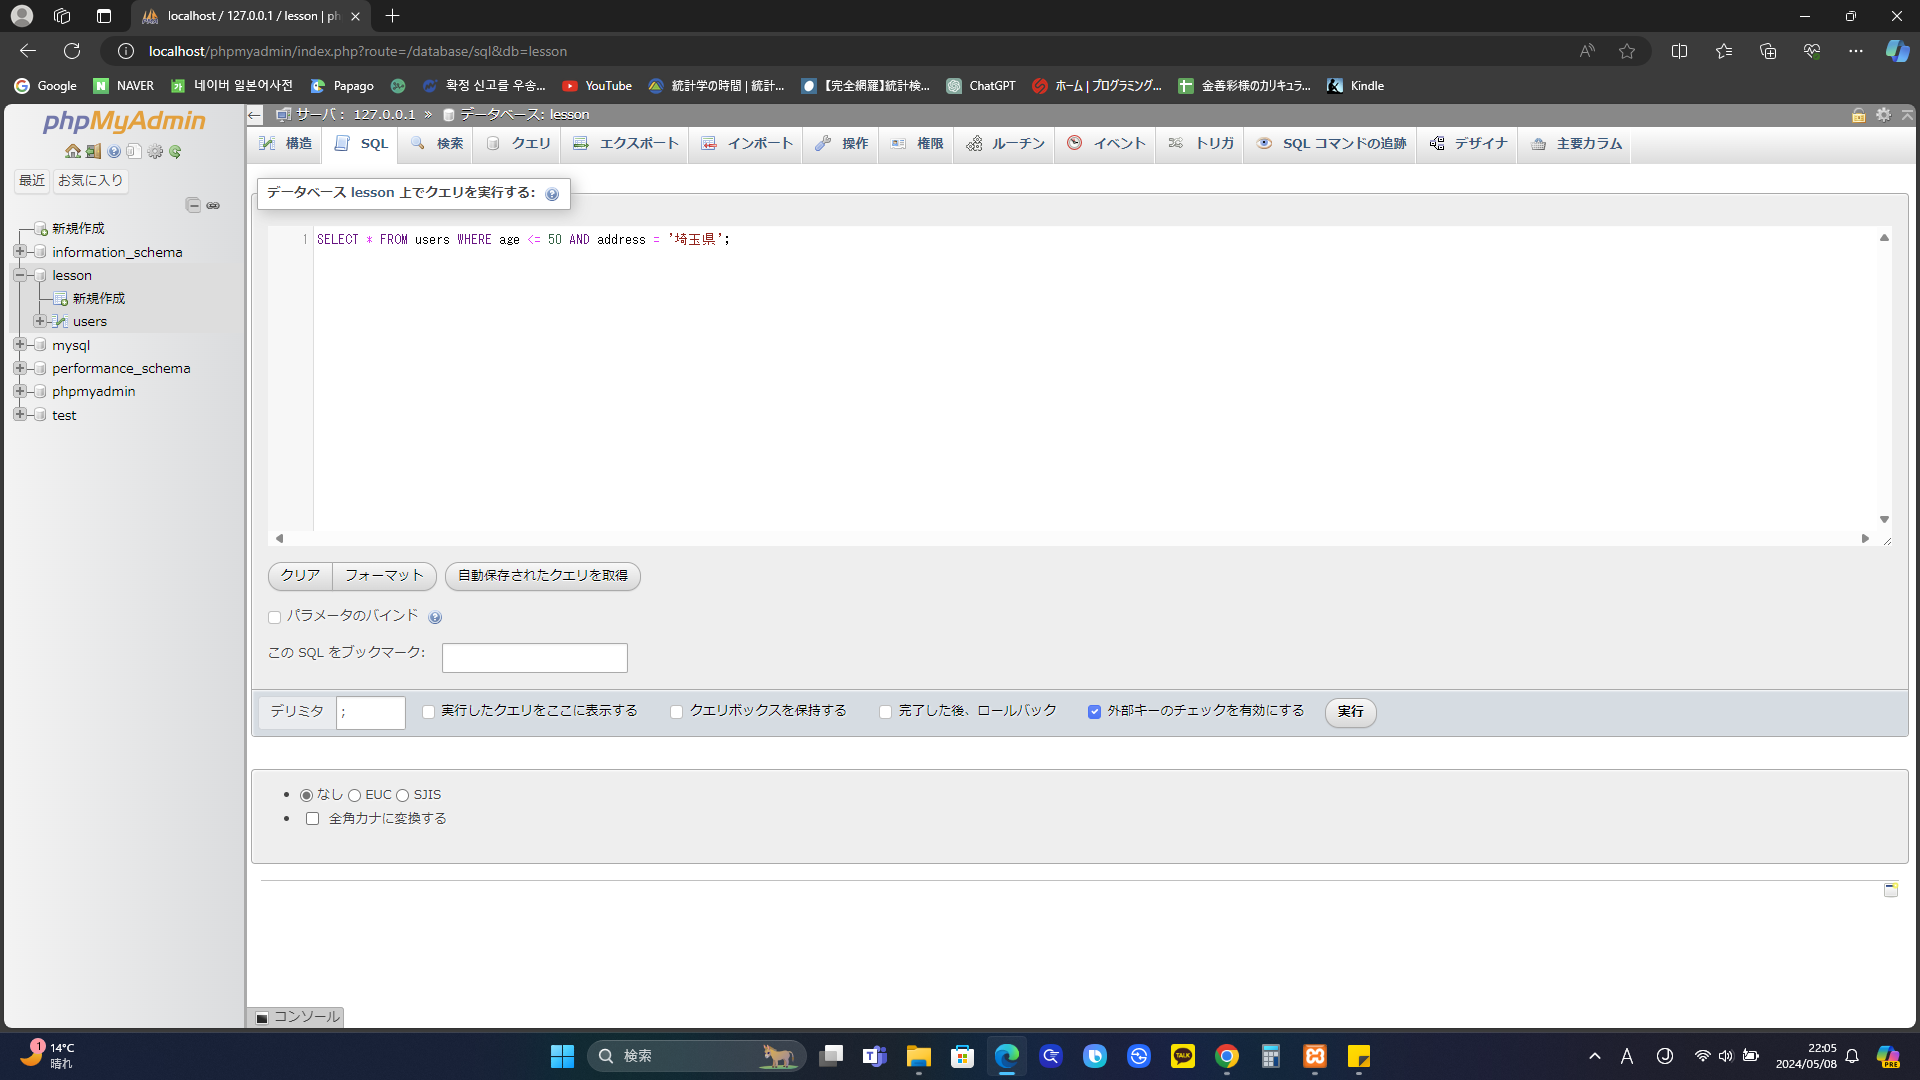 localhost / 127.0.0.1 / lesson | ph
localhost/phpmyadmin/index.php?route=/database/sql&db=lesson
Google
NAVER
네이버 일본어사전
Papago
확정 신고를 우송...
YouTube
統計学の時間 | 統計...
【完全網羅】統計検...
ChatGPT
ホーム | プログラミング...
金善彩様のカリキュラ...
Kindle
phpMyAdmin
最近 お気に入り
新規作成
information_schema
lesson
新規作成
users
mysql
performance_schema
phpmyadmin
test
サーバ: 127.0.0.1 » データベース: lesson
構造 SQL 検索 クエリ エクスポート インポート 操作 権限 ルーチン イベント トリガ SQL コマンドの追跡 デザイナ 主要カラム
データベース lesson 上でクエリを実行する:
1 SELECT * FROM users WHERE age <= 50 AND address = '埼玉県';
クリア フォーマット 自動保存されたクエリを取得
パラメータのバインド
この SQL をブックマーク:
デリミタ ; 実行したクエリをここに表示する クエリボックスを保持する 完了した後、ロールバック 外部キーのチェックを有効にする 実行
なし EUC SJIS
全角カナに変換する
コンソール
1
14°C
晴れ
検索
TALK
A
22:05
2024/05/08
PRE